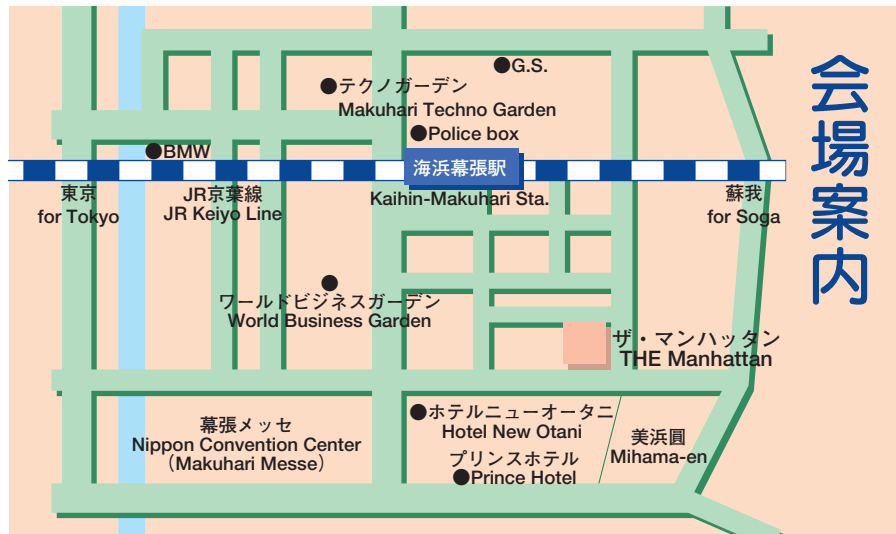 会場案内
G.S.
テクノガーデン
Makuhari Techno Garden
Police box
BMW
海浜幕張駅
Kaihin-Makuhari Sta.
東京
for Tokyo
JR京葉線
JR Keiyo Line
蘇我
for Soga
ワールドビジネスガーデン
World Business Garden
ザ・マンハッタン
THE Manhattan
幕張メッセ
Nippon Convention Center
（Makuhari Messe）
ホテルニューオータニ
Hotel New Otani
プリンスホテル
Prince Hotel
美浜圓
Mihama-en